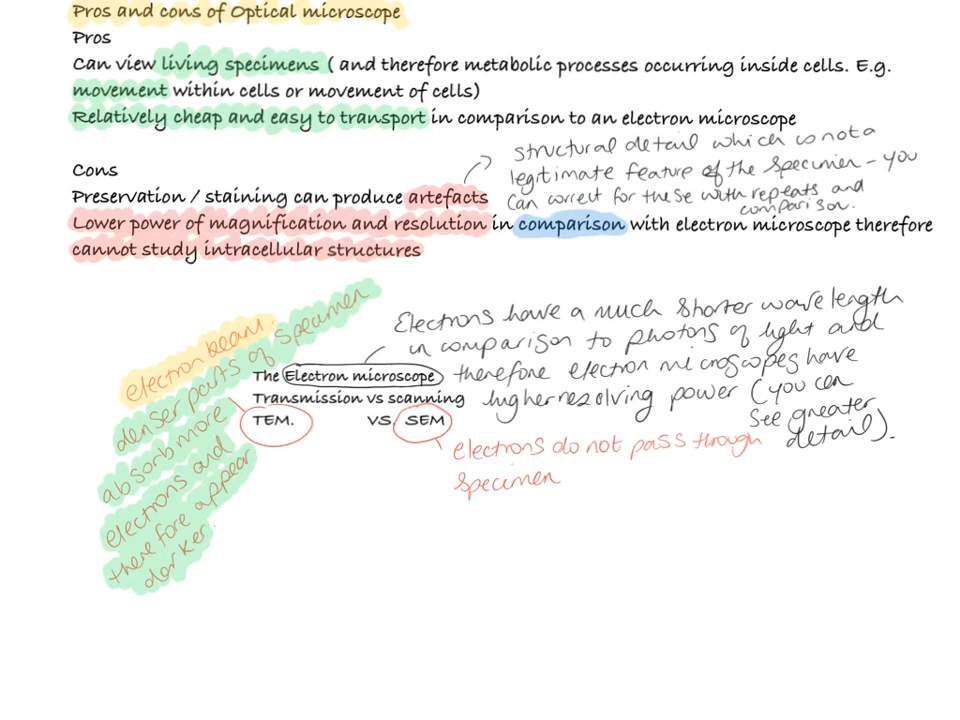 Pros and cons of Optical microscope
Pros
Can view living specimens ( and therefore metabolic processes occurring inside cells. E.g.
movement within cells or movement of cells)
Relatively cheap and easy to transport in comparison to an electron microscope
structural detail which is not a
legitimate feature of the specimen - you
can correct for these with repeats and
comparison.
Cons
Preservation / staining can produce artefacts
Lower power of magnification and resolution in comparison with electron microscope therefore
cannot study intracellular structures
Electrons have a much shorter wavelength
in comparison to photons of light and
therefore electron microscopes have
higher resolving power (you can
see greater
detail).
electron beam.
denser parts of specimen
absorb more
electrons and
therefore appear
darker.
The Electron microscope
Transmission vs scanning
TEM. VS. SEM
electrons do not pass through
specimen